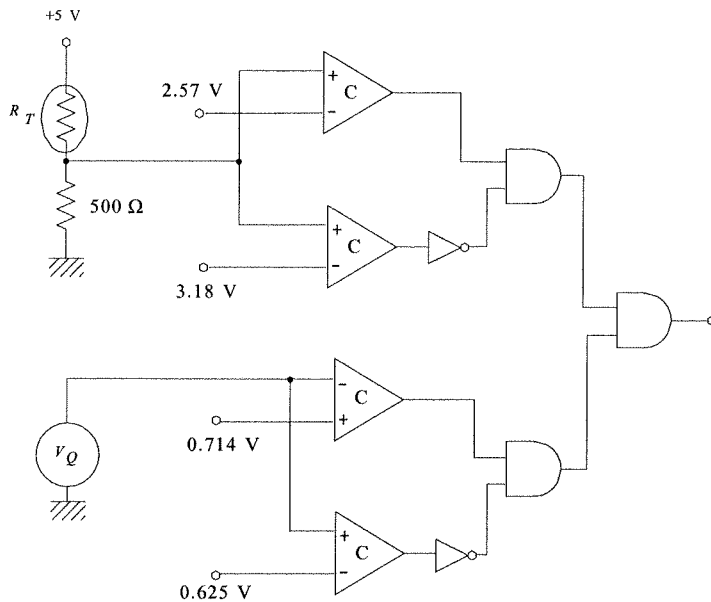 +5 V
2.57 V
+
C
−
R T
500 Ω
+
C
−
3.18 V
−
C
+
0.714 V
V Q
+
C
−
0.625 V